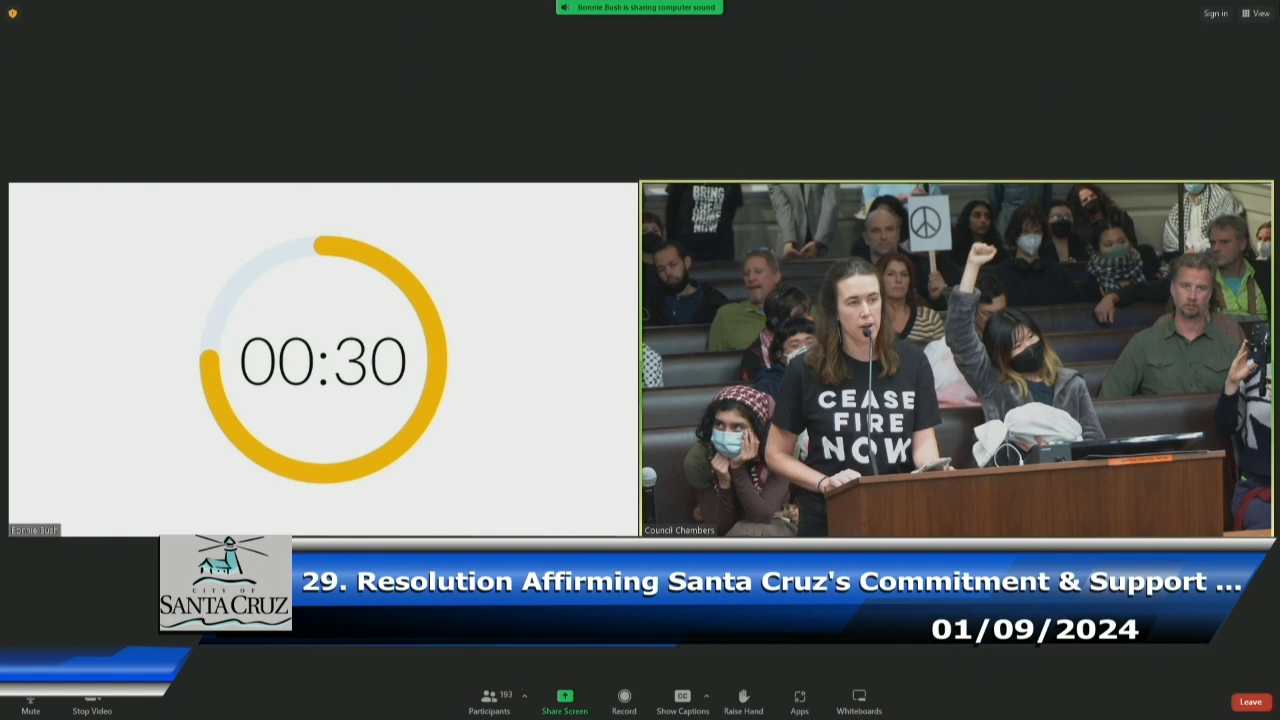 Bonnie Bush is sharing computer sound
Sign in
View
BRING
THEM
HOME
NOW
00:30
CEASE
FIRE
NOW
Bonnie Bush
Council Chambers
CITY OF
SANTA CRUZ
29. Resolution Affirming Santa Cruz's Commitment & Support ...
01/09/2024
Mute
Stop Video
193
Participants
Share Screen
CC
Record
Show Captions
Raise Hand
Apps
Whiteboards
Leave